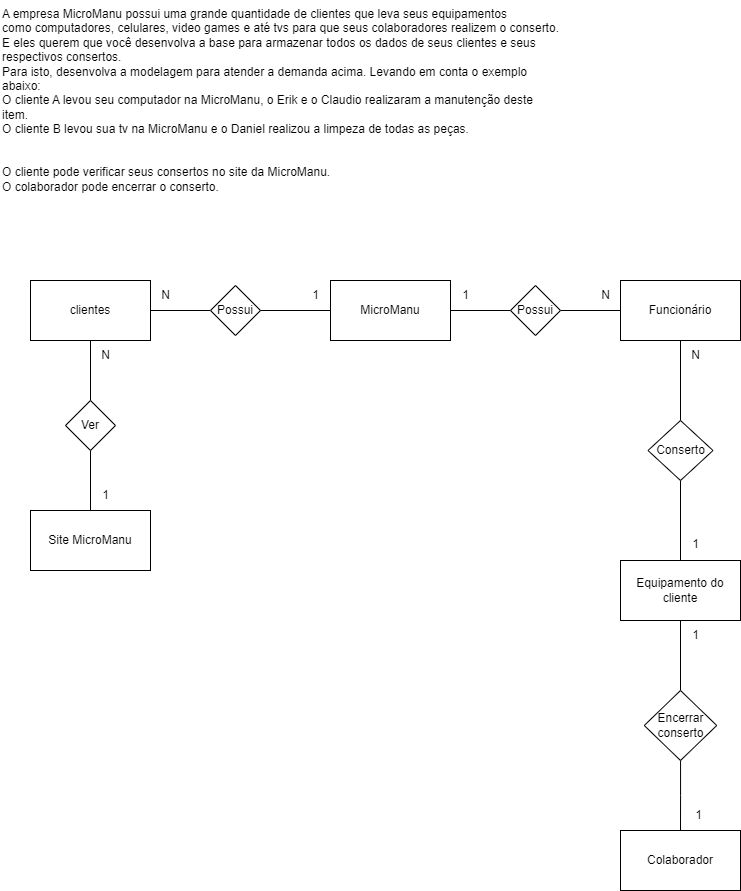 A empresa MicroManu possui uma grande quantidade de clientes que leva seus equipamentos
como computadores, celulares, video games e até tvs para que seus colaboradores realizem o conserto.
E eles querem que você desenvolva a base para armazenar todos os dados de seus clientes e seus
respectivos consertos.
Para isto, desenvolva a modelagem para atender a demanda acima. Levando em conta o exemplo
abaixo:
O cliente A levou seu computador na MicroManu, o Erik e o Claudio realizaram a manutenção deste
item.
O cliente B levou sua tv na MicroManu e o Daniel realizou a limpeza de todas as peças.
O cliente pode verificar seus consertos no site da MicroManu.
O colaborador pode encerrar o conserto.
clientes
N
Possui
1
MicroManu
1
Possui
N
Funcionário
N
N
Ver
Conserto
1
Site MicroManu
1
Equipamento do
cliente
1
Encerrar
conserto
1
Colaborador